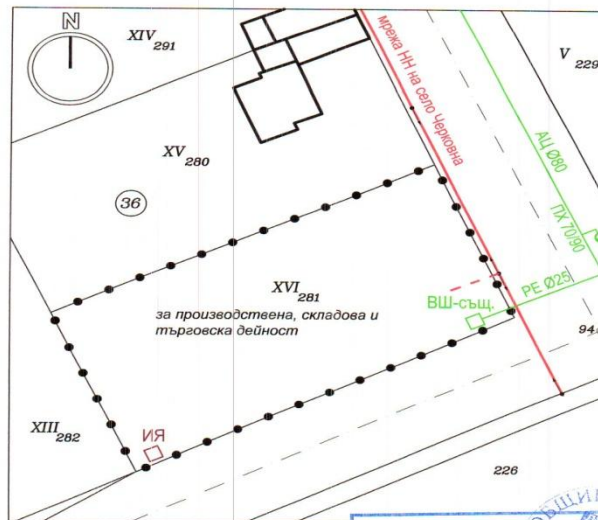 N
XIV 291
мрежа НН на село Черковна
V 229
XV 280
АЦ Ø80
ПХ 70/90
36
XVI 281
за производствена, складова и
търговска дейност
ВШ-същ.
РЕ Ø25
94.
XIII 282
ИЯ
226
ОБЩИ